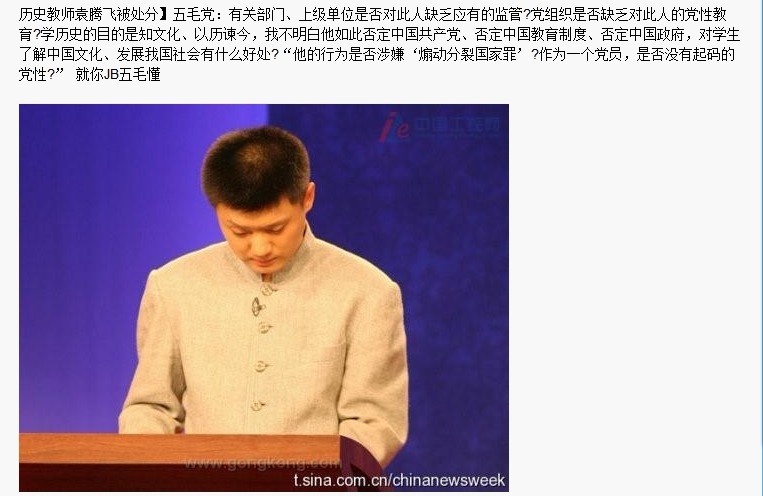 历史教师袁腾飞被处分】五毛党：有关部门、上级单位是否对此人缺乏应有的监管?党组织是否缺乏对此人的党性教
育?学历史的目的是知文化、以历谏今，我不明白他如此否定中国共产党、否定中国教育制度、否定中国政府，对学生
了解中国文化、发展我国社会有什么好处?“他的行为是否涉嫌‘煽动分裂国家罪’?作为一个党员，是否没有起码的
党性?” 就你JB五毛懂
中国工控网
www.gongkong.com
t.sina.com.cn/chinanewsweek